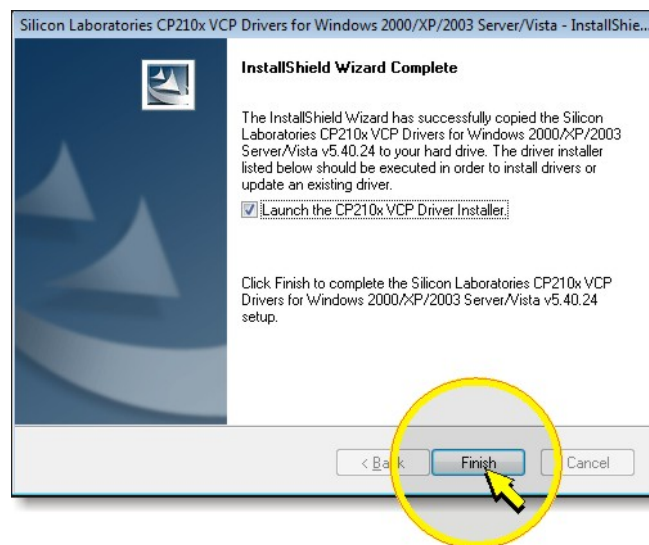 Silicon Laboratories CP210x VCP Drivers for Windows 2000/XP/2003 Server/Vista - InstallShie...
InstallShield Wizard Complete
The InstallShield Wizard has successfully copied the Silicon
Laboratories CP210x VCP Drivers for Windows 2000/XP/2003
Server/Vista v5.40.24 to your hard drive. The driver installer
listed below should be executed in order to install drivers or
update an existing driver.
Launch the CP210x VCP Driver Installer.
Click Finish to complete the Silicon Laboratories CP210x VCP
Drivers for Windows 2000/XP/2003 Server/Vista v5.40.24
setup.
< Back Finish Cancel